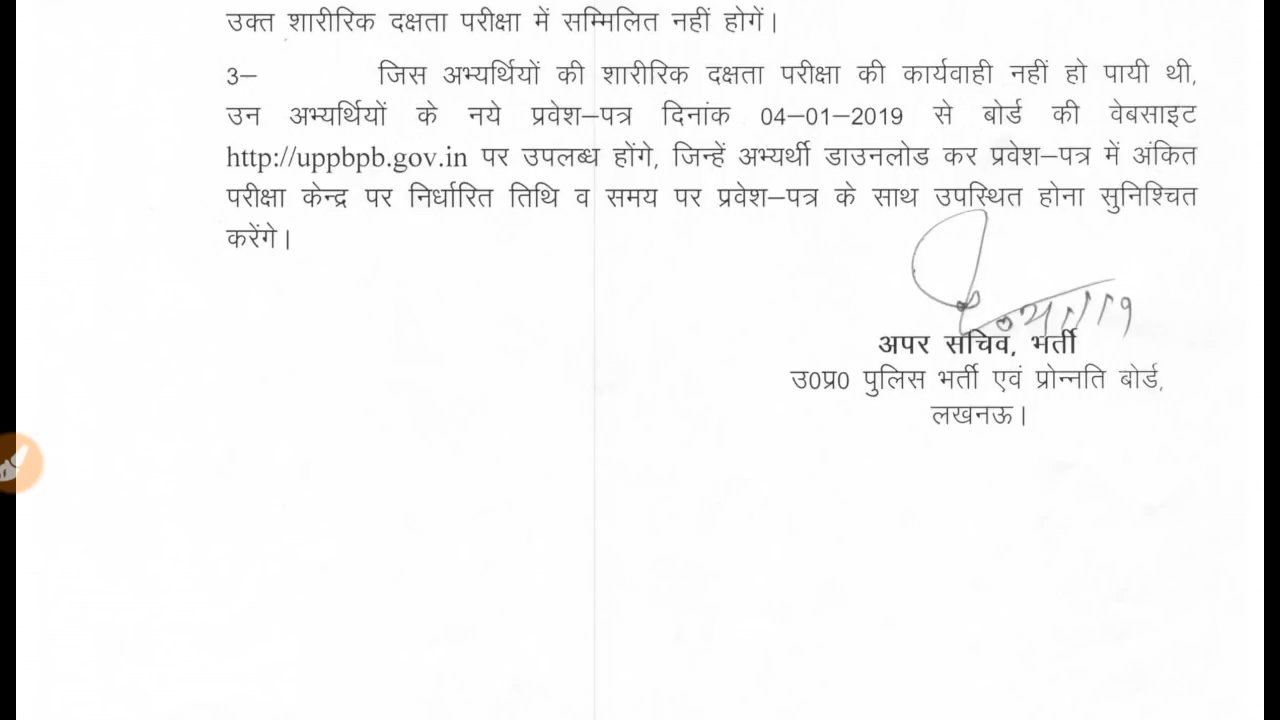 उक्त शारीरिक दक्षता परीक्षा में सम्मिलित नहीं होगें।
3– जिस अभ्यर्थियों की शारीरिक दक्षता परीक्षा की कार्यवाही नहीं हो पायी थी,
उन अभ्यर्थियों के नये प्रवेश–पत्र दिनांक 04–01–2019 से बोर्ड की वेबसाइट
http://uppbpb.gov.in पर उपलब्ध होंगे, जिन्हें अभ्यर्थी डाउनलोड कर प्रवेश–पत्र में अंकित
परीक्षा केन्द्र पर निर्धारित तिथि व समय पर प्रवेश–पत्र के साथ उपस्थित होना सुनिश्चित
करेंगे।
अपर सचिव, भर्ती
उ0प्र0 पुलिस भर्ती एवं प्रोन्नति बोर्ड,
लखनऊ।